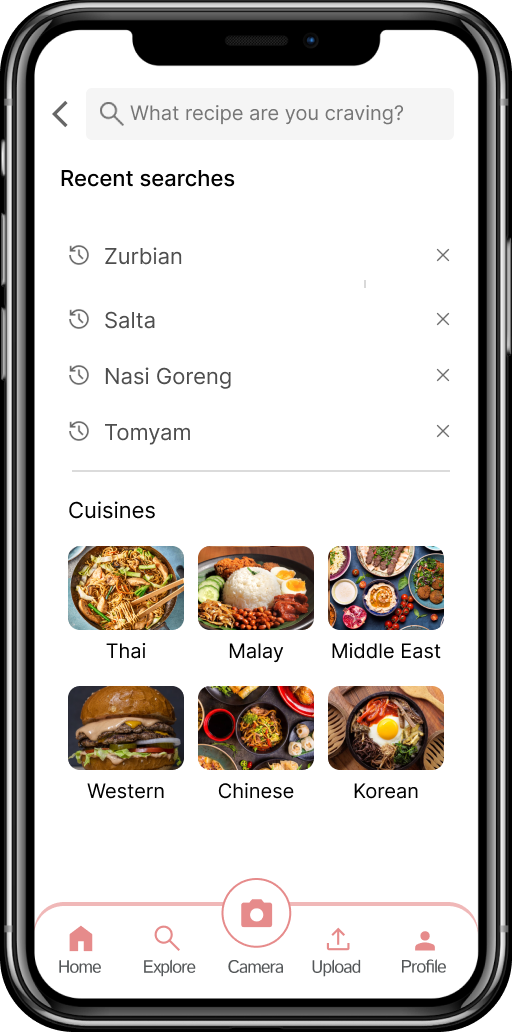 What recipe are you craving?
Recent searches
Zurbian
Salta
Nasi Goreng
Tomyam
Cuisines
Thai Malay Middle East
Western Chinese Korean
Home Explore Camera Upload Profile